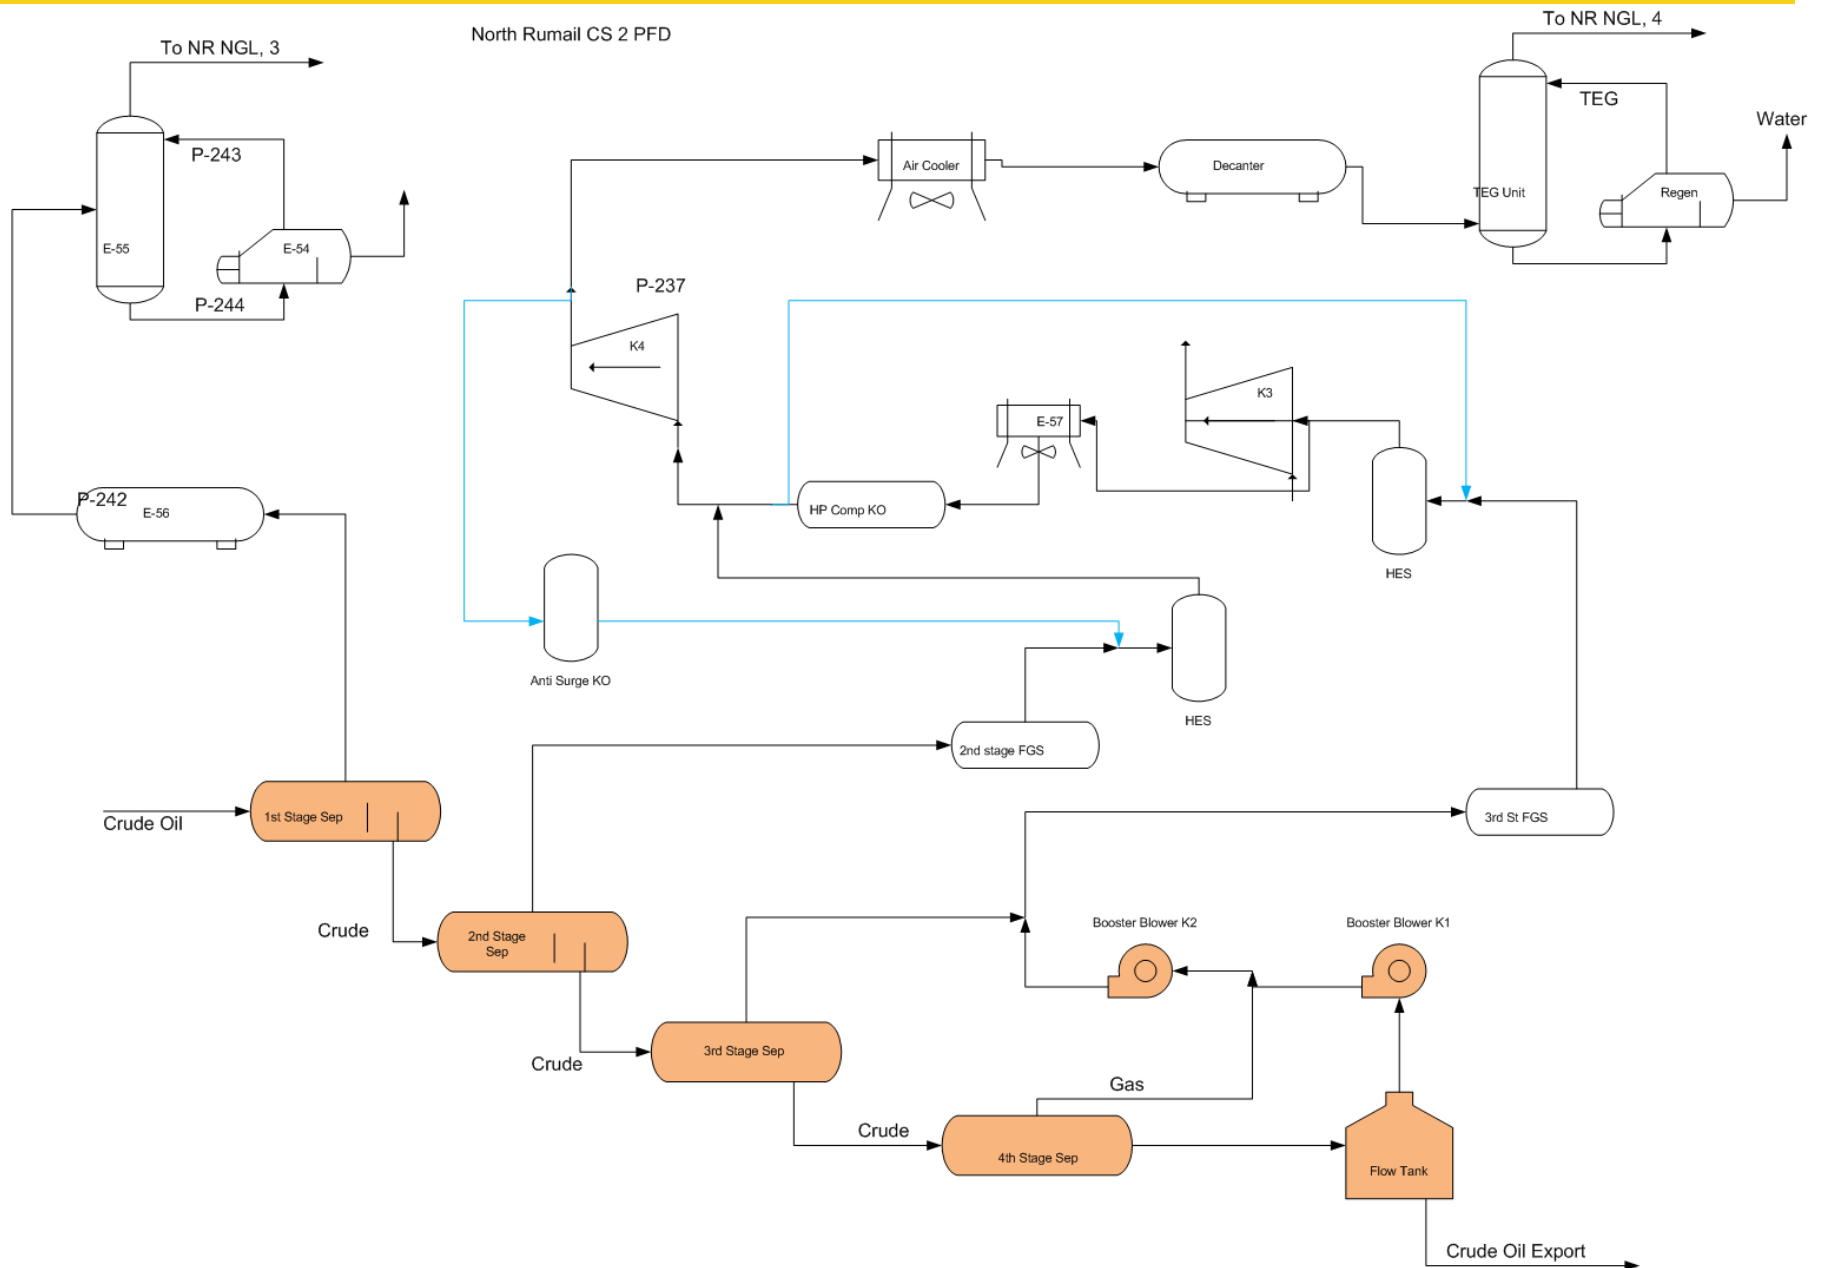 To NR NGL, 4
North Rumail CS 2 PFD
To NR NGL, 3
TEG
Water
P-243
Air Cooler
Decanter
TEG Unit
Regen
E-55
E-54
P-244
P-237
K4
K3
E-57
P-242
E-56
HP Comp KO
HES
Anti Surge KO
HES
2nd stage FGS
1st Stage Sep
Crude Oil
3rd St FGS
Crude
2nd Stage
Sep
Booster Blower K2
Booster Blower K1
Crude
3rd Stage Sep
Gas
Crude
4th Stage Sep
Flow Tank
Crude Oil Export